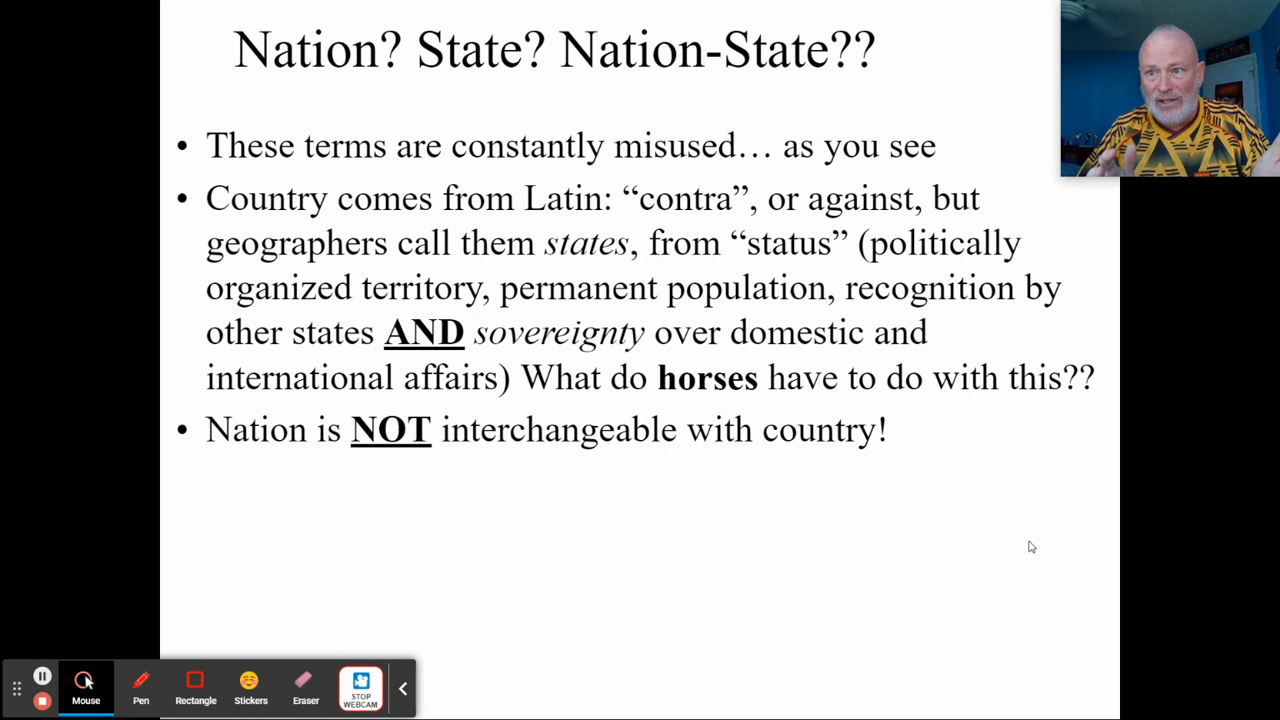 Nation? State? Nation-State??
• These terms are constantly misused… as you see
• Country comes from Latin: “contra”, or against, but
geographers call them states, from “status” (politically
organized territory, permanent population, recognition by
other states AND sovereignty over domestic and
international affairs) What do horses have to do with this??
• Nation is NOT interchangeable with country!
Mouse
Pen
Rectangle
Stickers
Eraser
STOP
WEBCAM